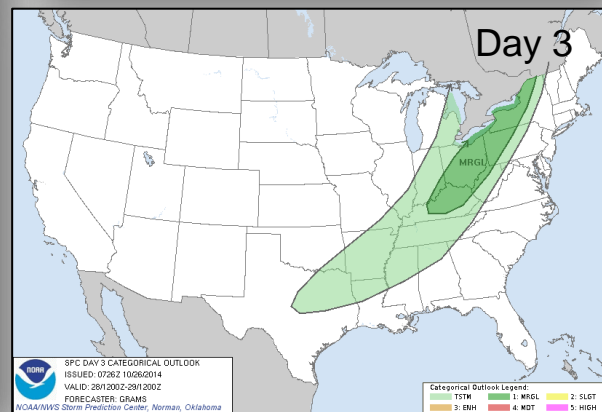 Day 3
MRGL
SPC DAY 3 CATEGORICAL OUTLOOK
ISSUED: 0726Z 10/26/2014
VALID: 28/1200Z-29/1200Z
FORECASTER: GRAMS
NOAA/NWS Storm Prediction Center, Norman, Oklahoma
NOAA
Categorical Outlook Legend:
TSTM 1: MRGL 2: SLGT
3: ENH 4: MDT 5: HIGH